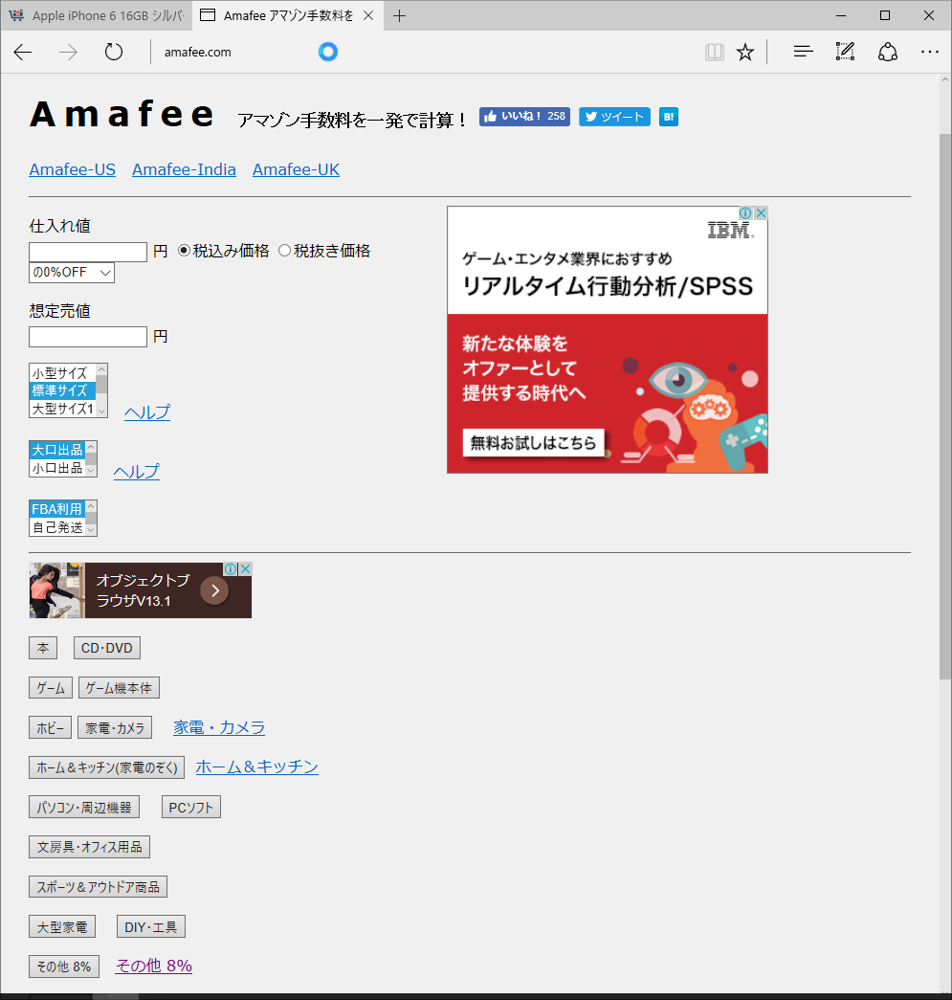 Apple iPhone 6 16GB シルバ
Amafee アマゾン手数料を
amafee.com
Amafee アマゾン手数料を一発で計算！ いいね！ 258 ツイート B!
Amafee-US Amafee-India Amafee-UK
仕入れ値
円 税込み価格 税抜き価格
の0%OFF
想定売値
円
小型サイズ
標準サイズ
大型サイズ1
ヘルプ
大口出品
小口出品
ヘルプ
FBA利用
自己発送
IBM
ゲーム・エンタメ業界におすすめ
リアルタイム行動分析/SPSS
新たな体験を
オファーとして
提供する時代へ
無料お試しはこちら
オブジェクトブ
ラウザV13.1
本 CD・DVD
ゲーム ゲーム機本体
ホビー 家電・カメラ 家電・カメラ
ホーム＆キッチン(家電のぞく) ホーム＆キッチン
パソコン・周辺機器 PCソフト
文房具・オフィス用品
スポーツ＆アウトドア商品
大型家電 DIY・工具
その他 8% その他 8%